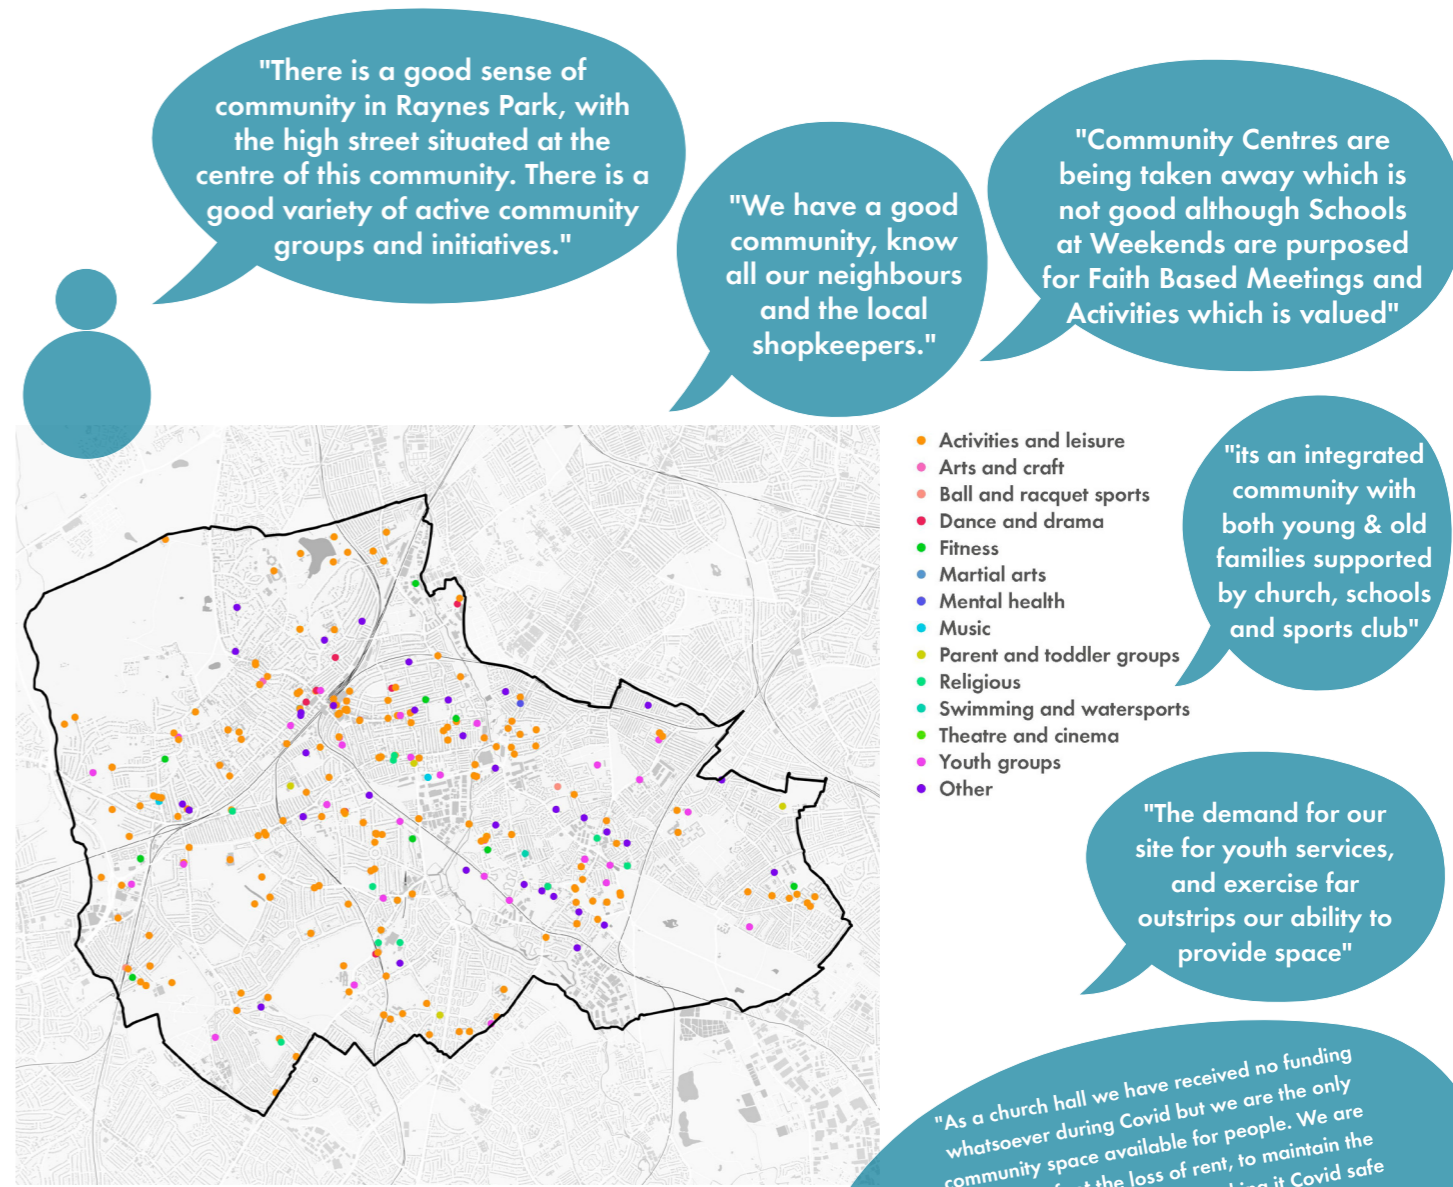 "There is a good sense of
community in Raynes Park, with
the high street situated at the
centre of this community. There is a
good variety of active community
groups and initiatives."
"We have a good
community, know
all our neighbours
and the local
shopkeepers."
"Community Centres are
being taken away which is
not good although Schools
at Weekends are purposed
for Faith Based Meetings and
Activities which is valued"
Activities and leisure
Arts and craft
Ball and racquet sports
Dance and drama
Fitness
Martial arts
Mental health
Music
Parent and toddler groups
Religious
Swimming and watersports
Theatre and cinema
Youth groups
Other
"its an integrated
community with
both young & old
families supported
by church, schools
and sports club"
"The demand for our
site for youth services,
and exercise far
outstrips our ability to
provide space"
"As a church hall we have received no funding
whatsoever during Covid but we are the only
community space available for people. We are
the loss of rent, to maintain the
it Covid safe